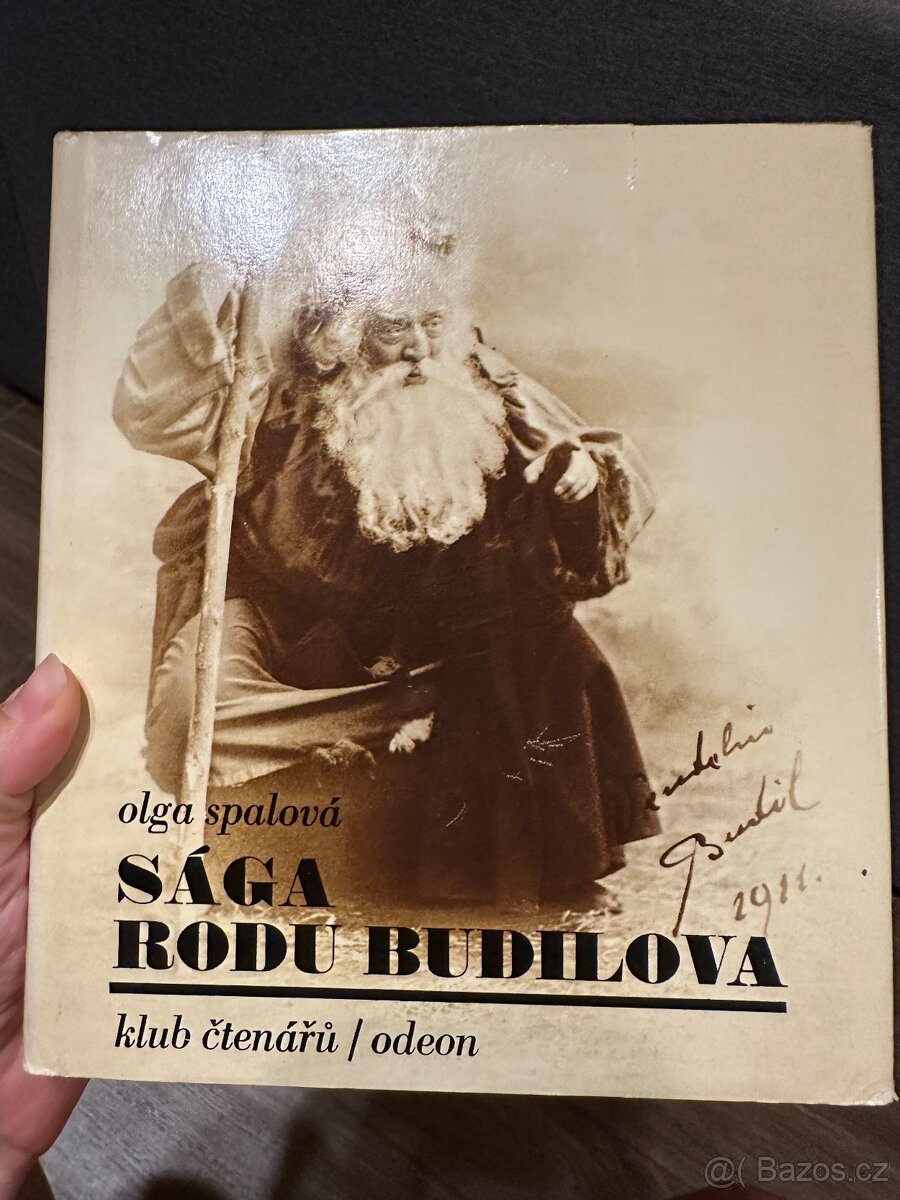 Budil
1911.
olga spalová
SÁGA
RODU BUDILOVA
klub čtenářů / odeon
@( Bazos.cz